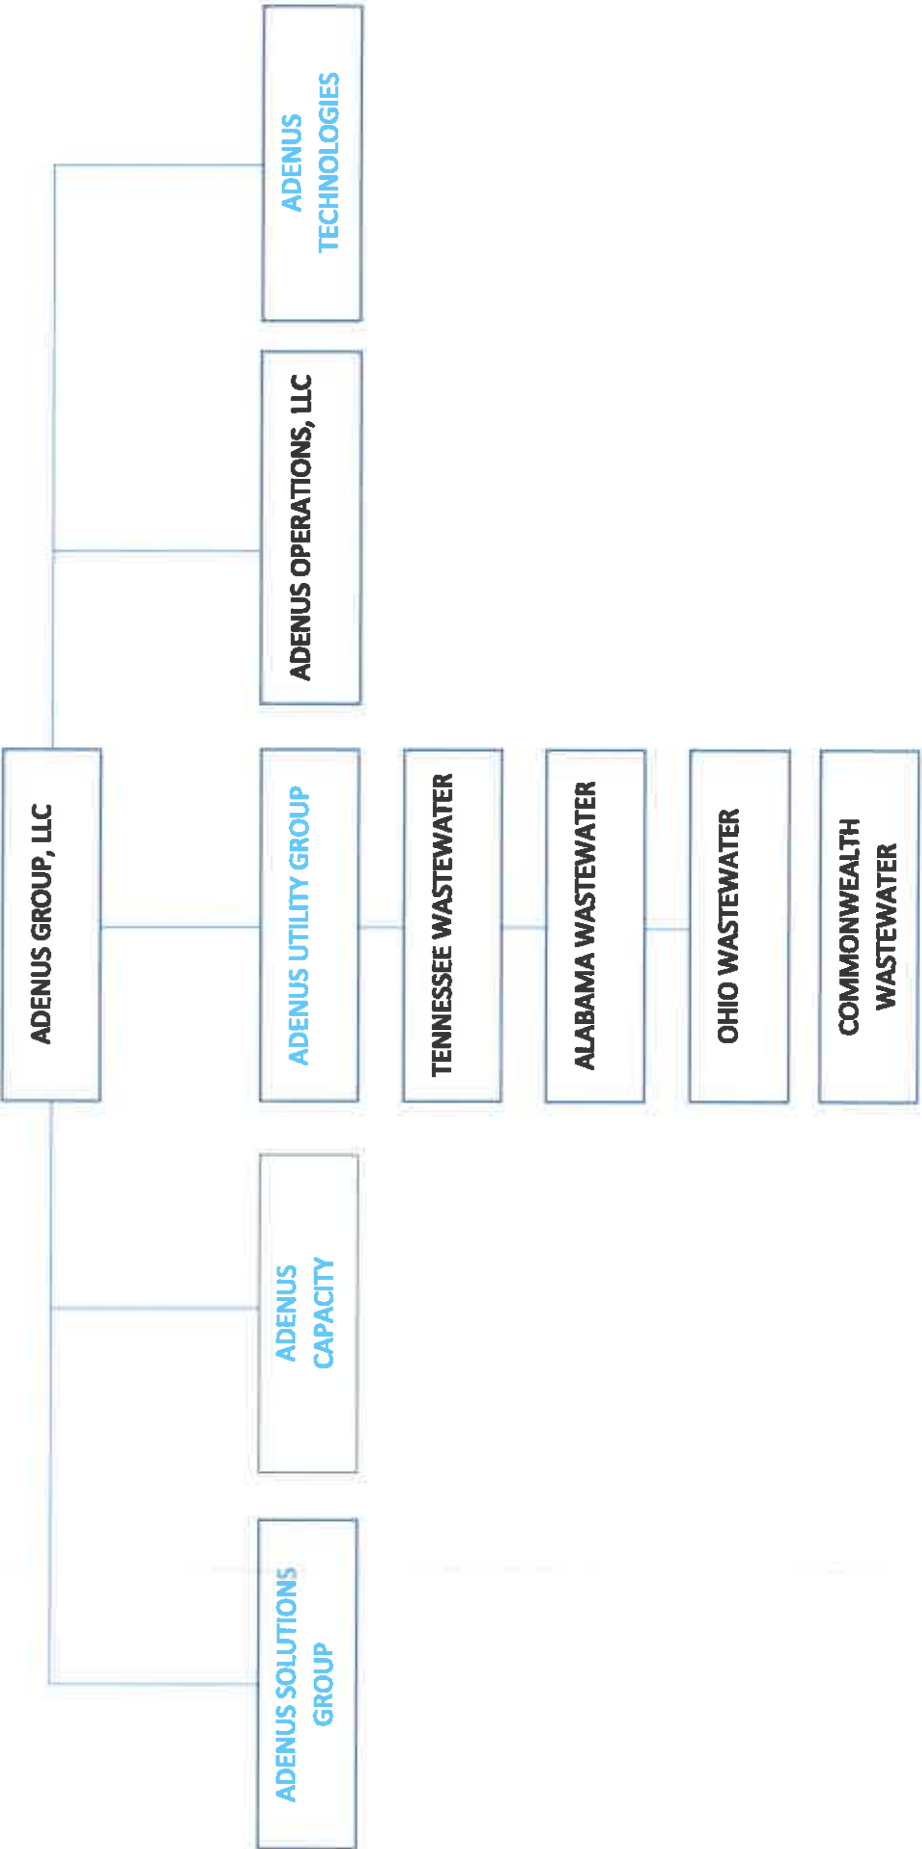 ADENUS GROUP, LLC
ADENUS SOLUTIONS
GROUP
ADENUS
CAPACITY
ADENUS UTILITY GROUP
ADENUS OPERATIONS, LLC
ADENUS
TECHNOLOGIES
TENNESSEE WASTEWATER
ALABAMA WASTEWATER
OHIO WASTEWATER
COMMONWEALTH
WASTEWATER